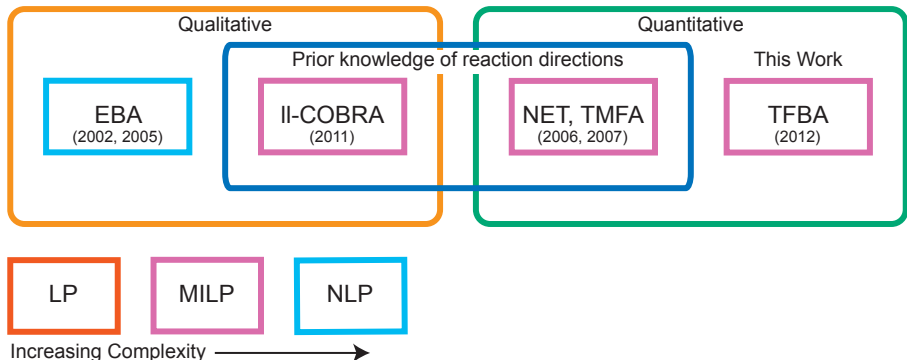 Qualitative
Quantitative
Prior knowledge of reaction directions
This Work
EBA
(2002, 2005)
ll-COBRA
(2011)
NET, TMFA
(2006, 2007)
TFBA
(2012)
LP
MILP
NLP
Increasing Complexity